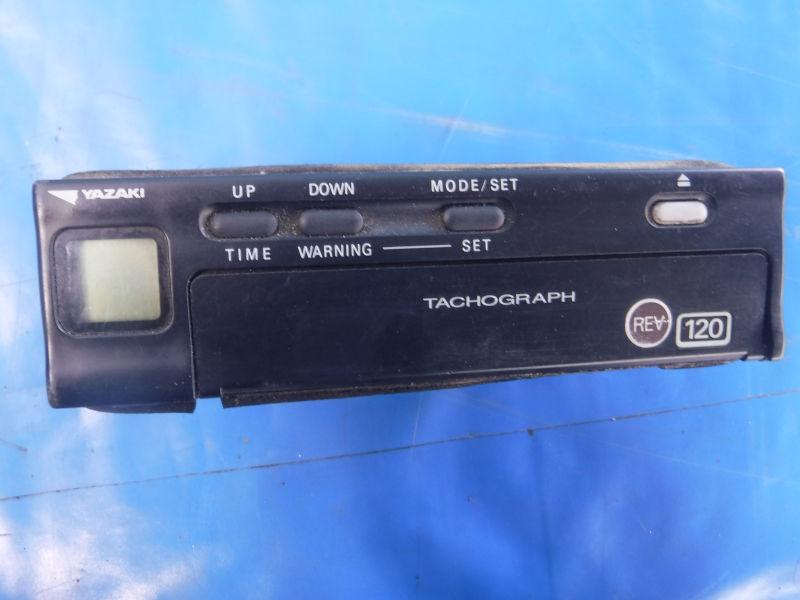 YAZAKI
UP DOWN MODE/SET
TIME WARNING SET
TACHOGRAPH
REV 120